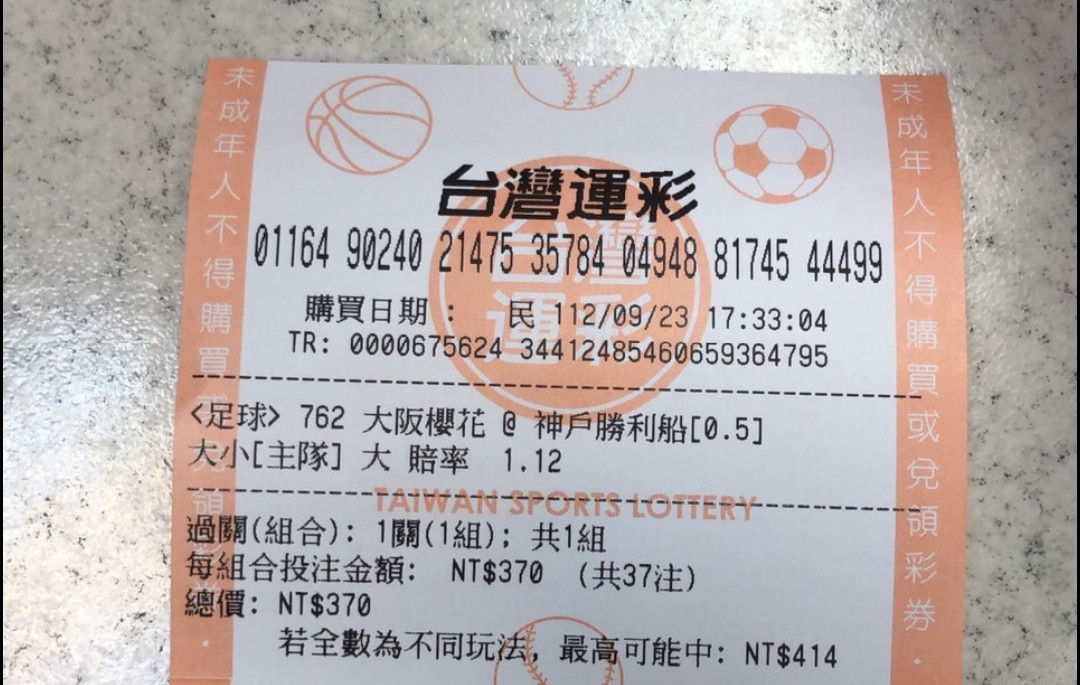 台灣運彩
01164 90240 21475 35784 04948 81745 44499
購買日期: 民 112/09/23 17:33:04
TR: 0000675624 34412485460659364795
<足球> 762 大阪櫻花 @ 神戶勝利船[0.5]
大小[主隊] 大 賠率 1.12
TAIWAN SPORTS LOTTERY
過關(組合): 1關(1組); 共1組
每組合投注金額: NT$370 (共37注)
總價: NT$370
若全數為不同玩法, 最高可能中: NT$414
未成年人不得購買或兌領彩券.
未成年人不得購買或兌領彩券.
台灣運彩